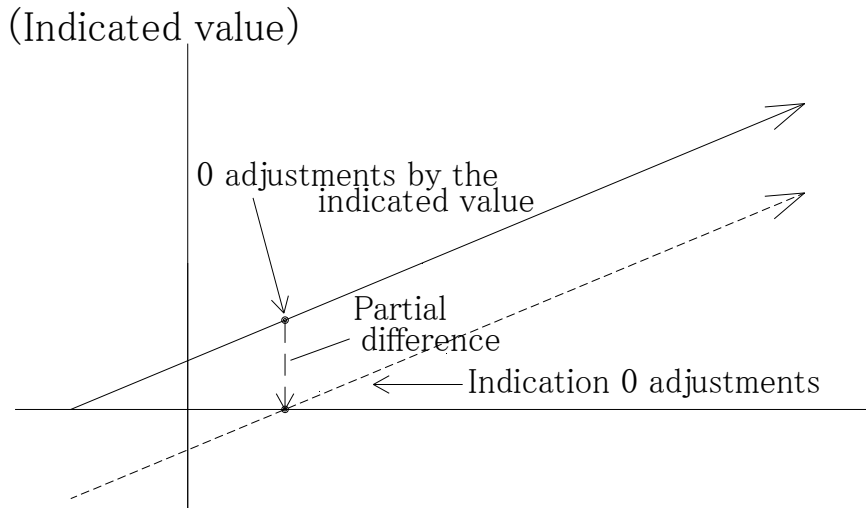 (Indicated value)
0 adjustments by the
indicated value
Partial
difference
Indication 0 adjustments